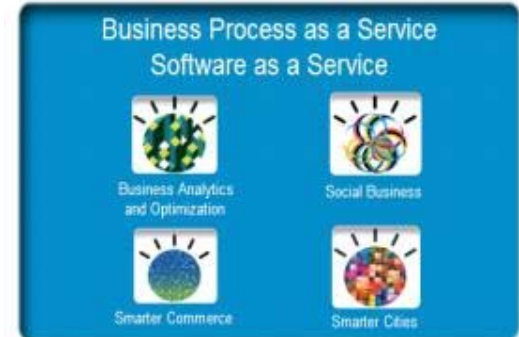 Business Process as a Service
Software as a Service
Business Analytics
and Optimization
Social Business
Smarter Commerce
Smarter Cities